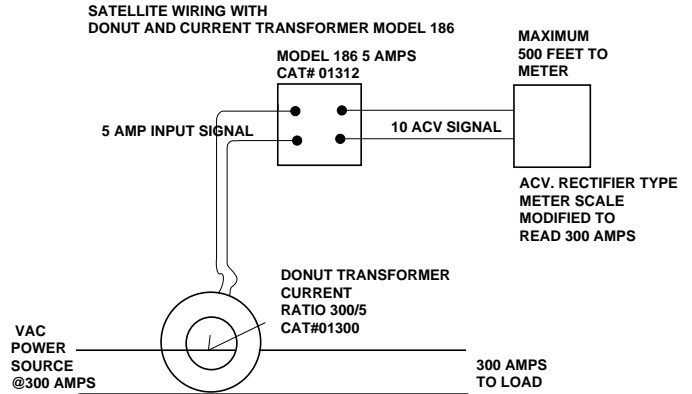 SATELLITE WIRING WITH
DONUT AND CURRENT TRANSFORMER MODEL 186
MODEL 186 5 AMPS
CAT# 01312
MAXIMUM
500 FEET TO
METER
5 AMP INPUT SIGNAL
10 ACV SIGNAL
ACV. RECTIFIER TYPE
METER SCALE
MODIFIED TO
READ 300 AMPS
DONUT TRANSFORMER
CURRENT
RATIO 300/5
CAT#01300
VAC
POWER
SOURCE
@300 AMPS
300 AMPS
TO LOAD